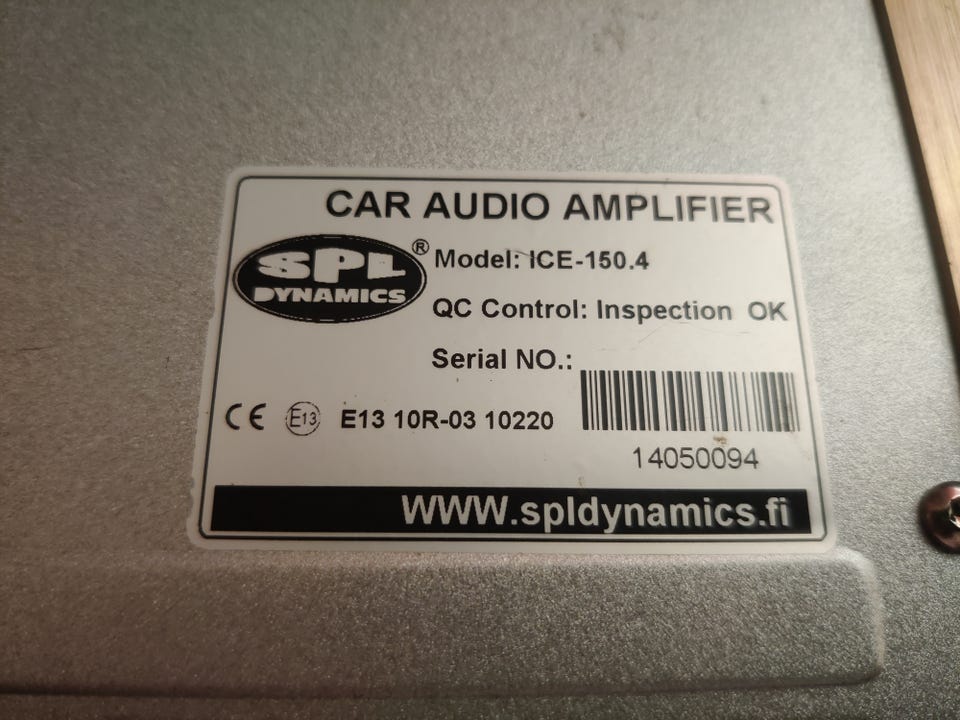 CAR AUDIO AMPLIFIER
SPL ®
DYNAMICS
Model: ICE-150.4
QC Control: Inspection OK
Serial NO.:
CE E13 E13 10R-03 10220
14050094
WWW.spldynamics.fi